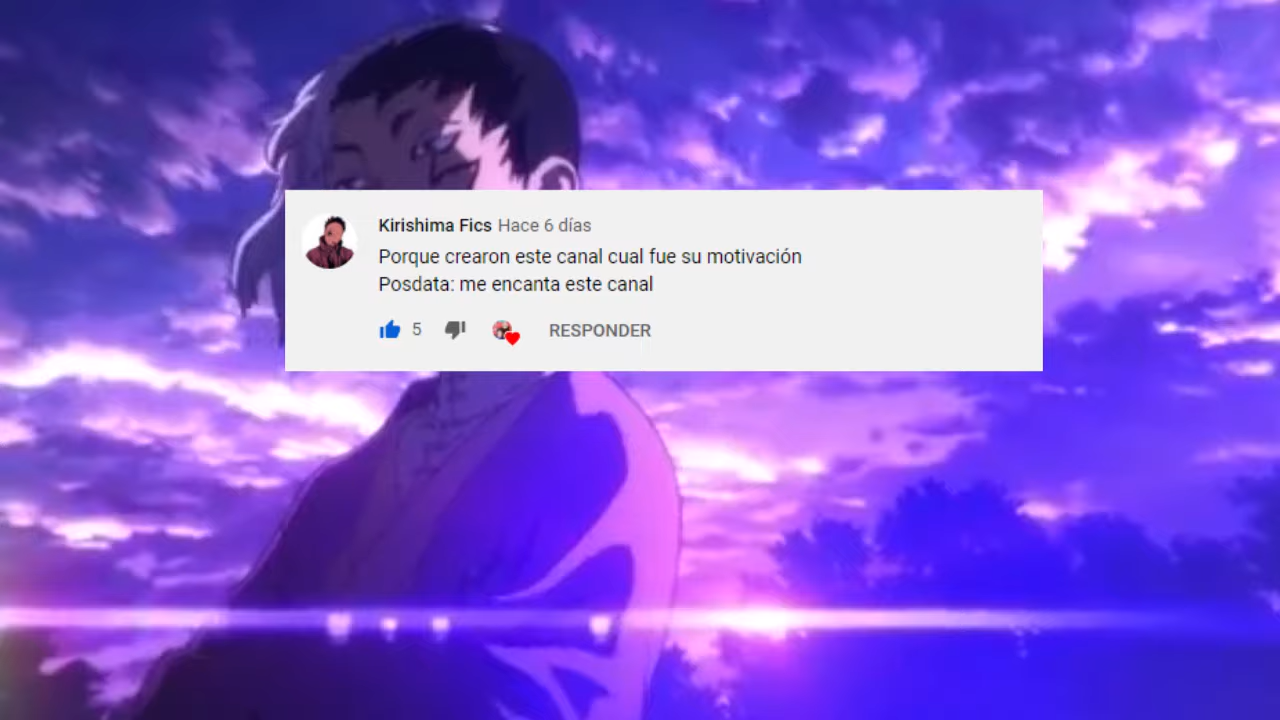 Kirishima Fics Hace 6 días
Porque crearon este canal cual fue su motivación
Posdata: me encanta este canal
5 RESPONDER